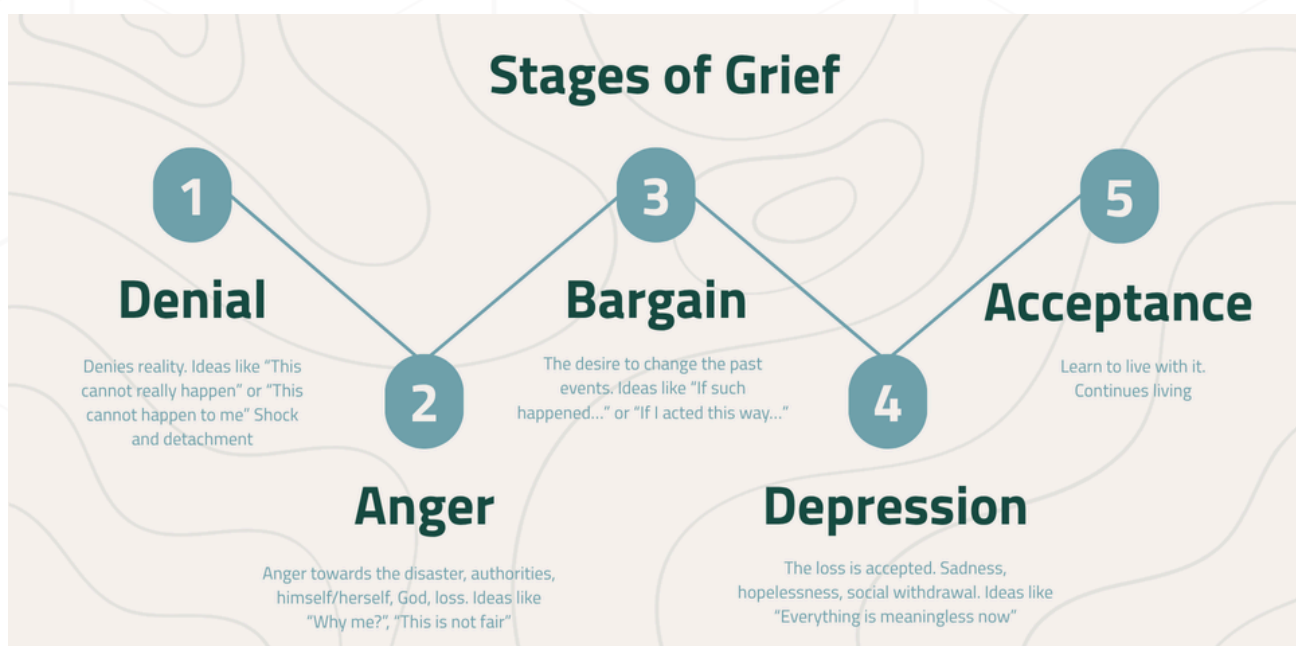 Stages of Grief
1
Denial
Denies reality. Ideas like “This
cannot really happen” or “This
cannot happen to me” Shock
and detachment
2
Anger
Anger towards the disaster, authorities,
himself/herself, God, loss. Ideas like
“Why me?”, “This is not fair”
3
Bargain
The desire to change the past
events. Ideas like “If such
happened...” or “If I acted this way...”
4
Depression
The loss is accepted. Sadness,
hopelessness, social withdrawal. Ideas like
“Everything is meaningless now”
5
Acceptance
Learn to live with it.
Continues living